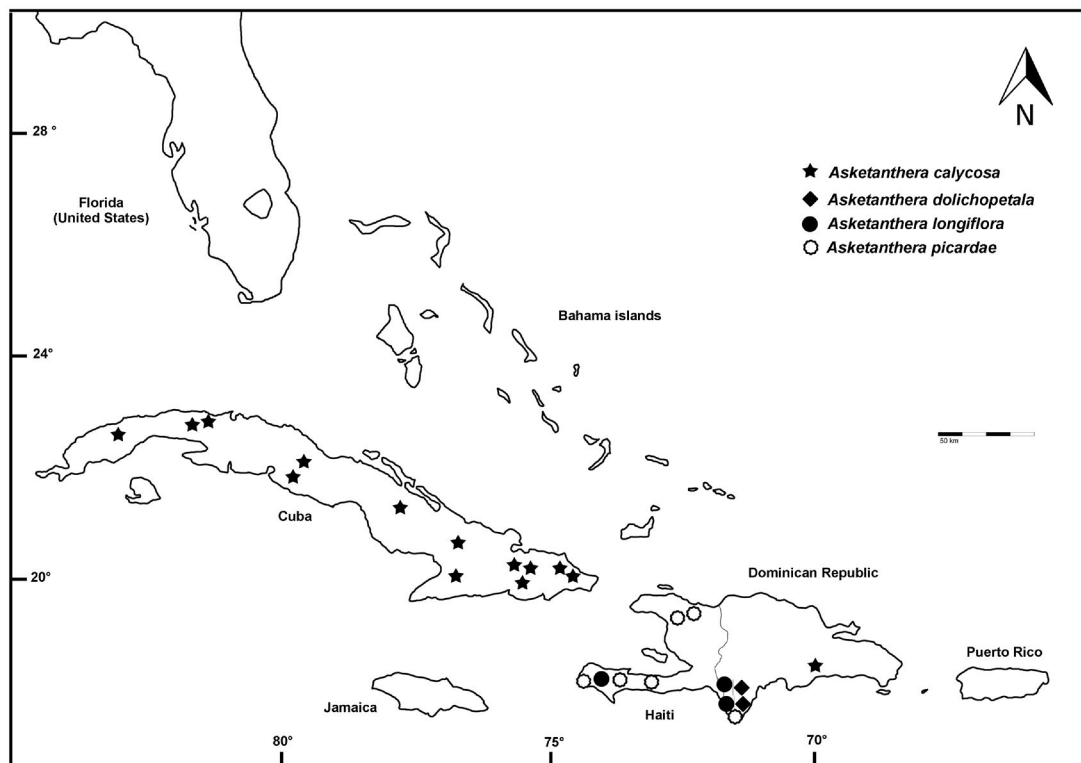 N
28 °
Asketanthera calycosa
Asketanthera dolichopetala
Asketanthera longiflora
Asketanthera picardae
Florida
(United States)
Bahama islands
24°
50 km
Cuba
20°
Dominican Republic
Puerto Rico
Jamaica
Haiti
80°
75°
70°